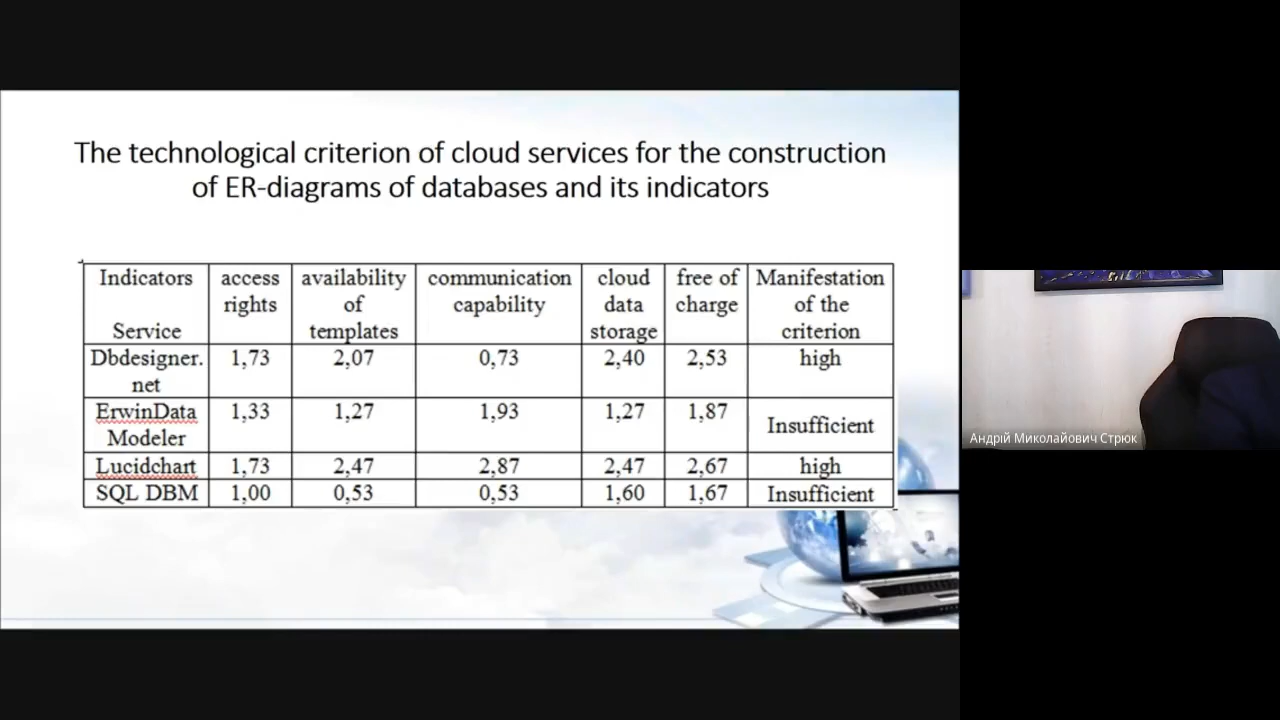 The technological criterion of cloud services for the construction
of ER-diagrams of databases and its indicators
Indicators access availability communication cloud free of Manifestation
rights of capability data charge of the
Service templates storage criterion
Dbdesigner. 1,73 2,07 0,73 2,40 2,53 high
net
ErwinData 1,33 1,27 1,93 1,27 1,87 Insufficient
Modeler
Lucidchart 1,73 2,47 2,87 2,47 2,67 high
SQL DBM 1,00 0,53 0,53 1,60 1,67 Insufficient
Андрій Миколайович Стрюк